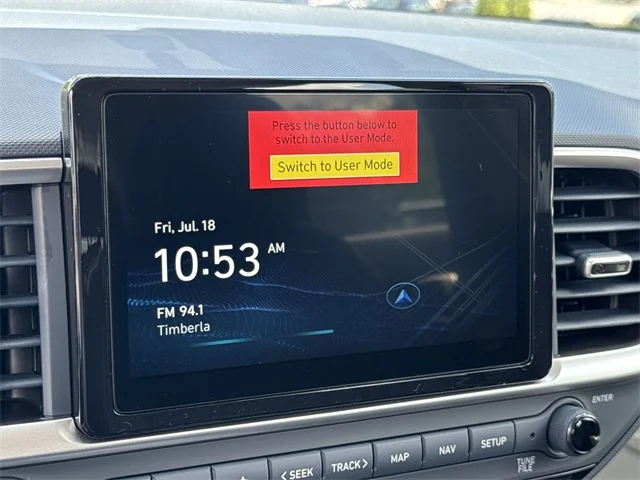 Press the button below to
switch to the User Mode.
Switch to User Mode
Fri, Jul. 18
10:53 AM
FM 94.1
Timberla
ENTER
< SEEK
TRACK >
MAP
NAV
SETUP
TUNE
FILE